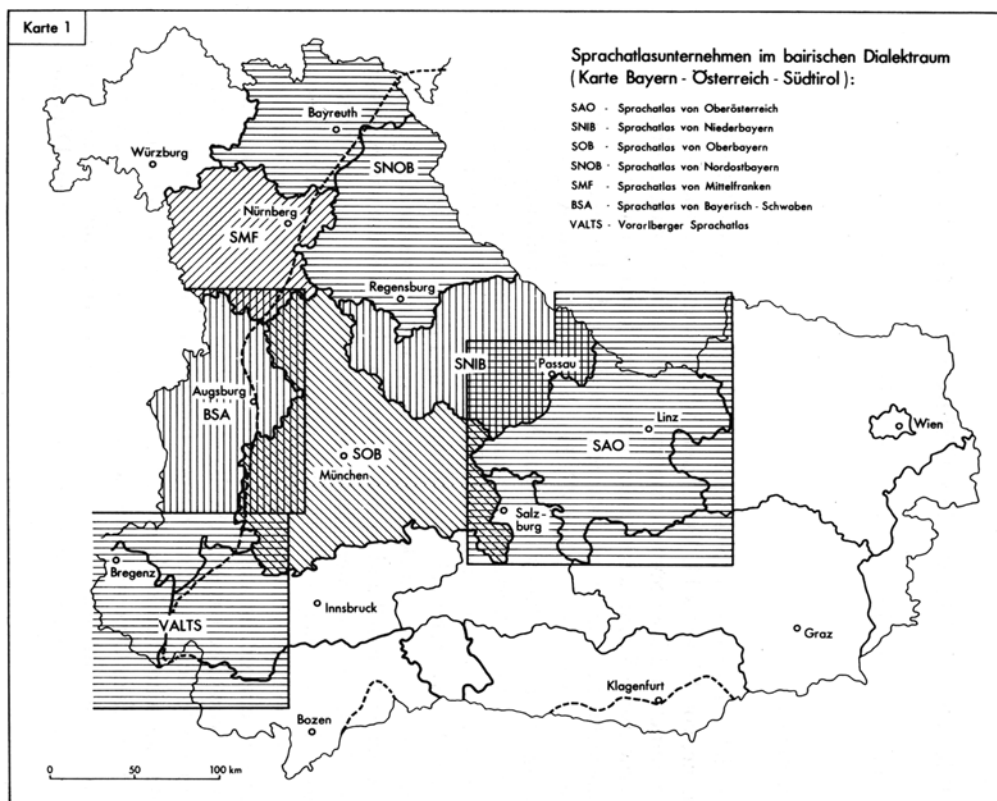 Karte 1
Sprachatlasunternehmen im bairischen Dialektraum
(Karte Bayern - Österreich - Südtirol):
SAO - Sprachatlas von Oberösterreich
SNIB - Sprachatlas von Niederbayern
SOB - Sprachatlas von Oberbayern
SNOB - Sprachatlas von Nordostbayern
SMF - Sprachatlas von Mittelfranken
BSA - Sprachatlas von Bayerisch-Schwaben
VALTS - Vorarlberger Sprachatlas
Bayreuth
Würzburg
SNOB
Nürnberg
SMF
Regensburg
SNIB
Passau
Augsburg
BSA
Linz
Wien
SAO
SOB
München
Salz-
burg
Bregenz
Innsbruck
VALTS
Graz
Klagenfurt
Bozen
0 50 100 km